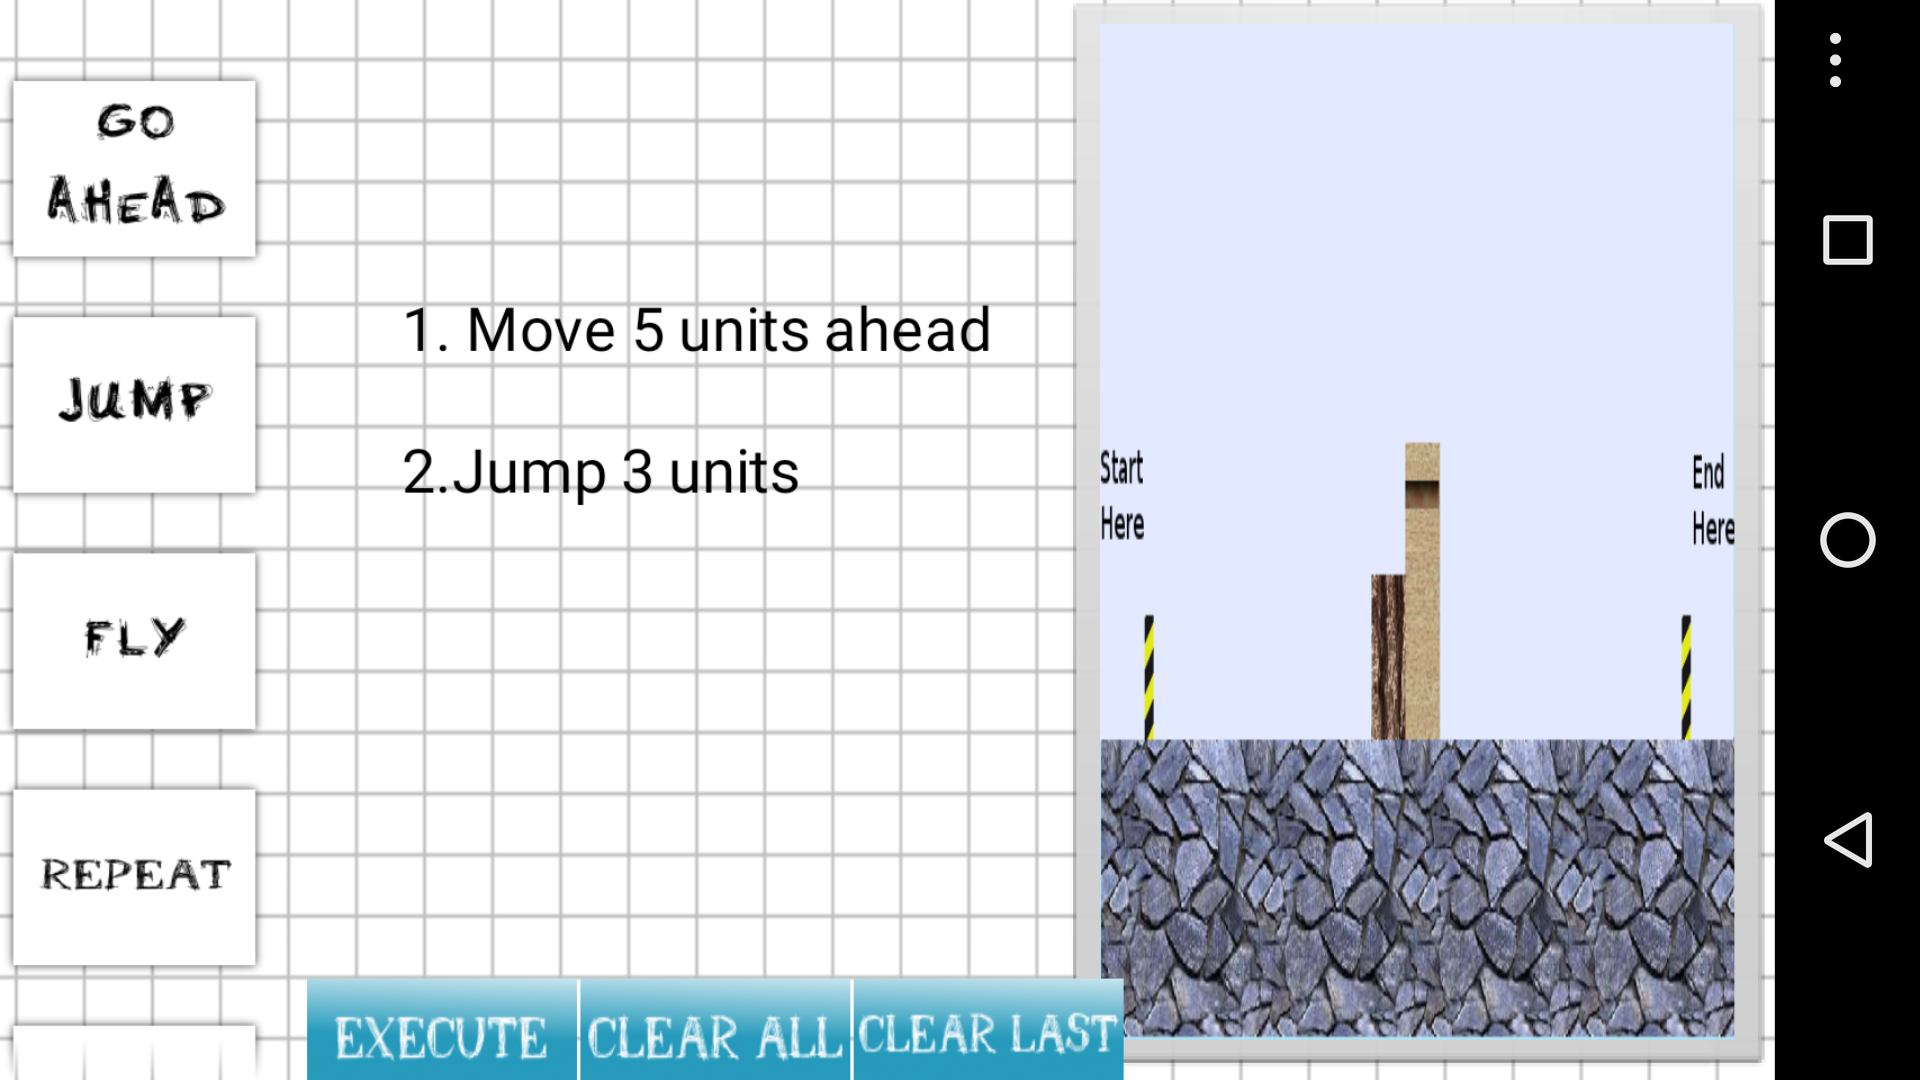 GO
AHEAD
JUMP
FLY
REPEAT
1. Move 5 units ahead
2.Jump 3 units
Start
Here
End
Here
EXECUTE
CLEAR ALL
CLEAR LAST